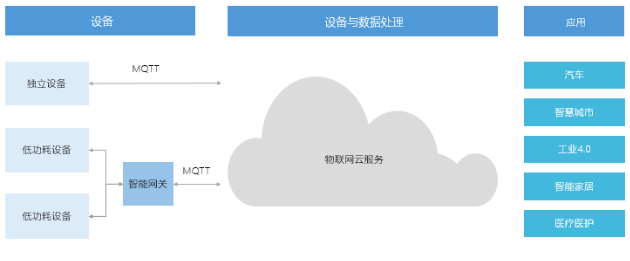 设备
设备与数据处理
应用
独立设备
MQTT
低功耗设备
低功耗设备
智能网关
MQTT
物联网云服务
汽车
智慧城市
工业4.0
智能家居
医疗医护